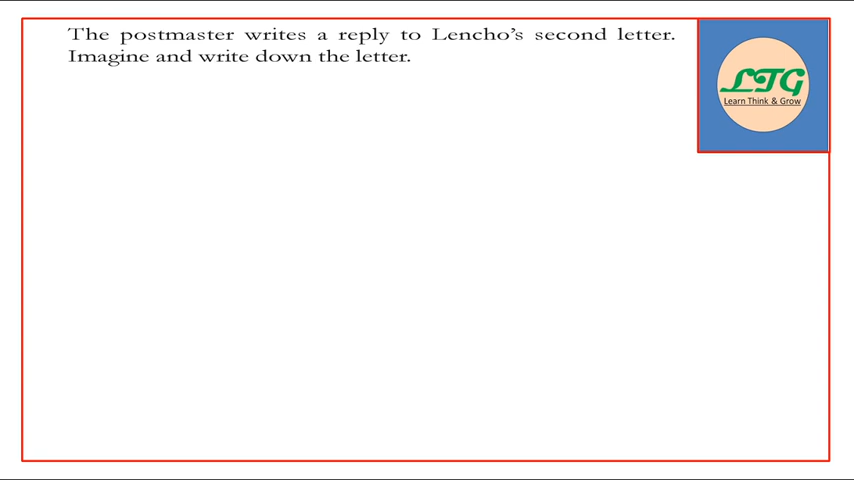 The postmaster writes a reply to Lencho’s second letter.
Imagine and write down the letter.
LTG
Learn Think & Grow